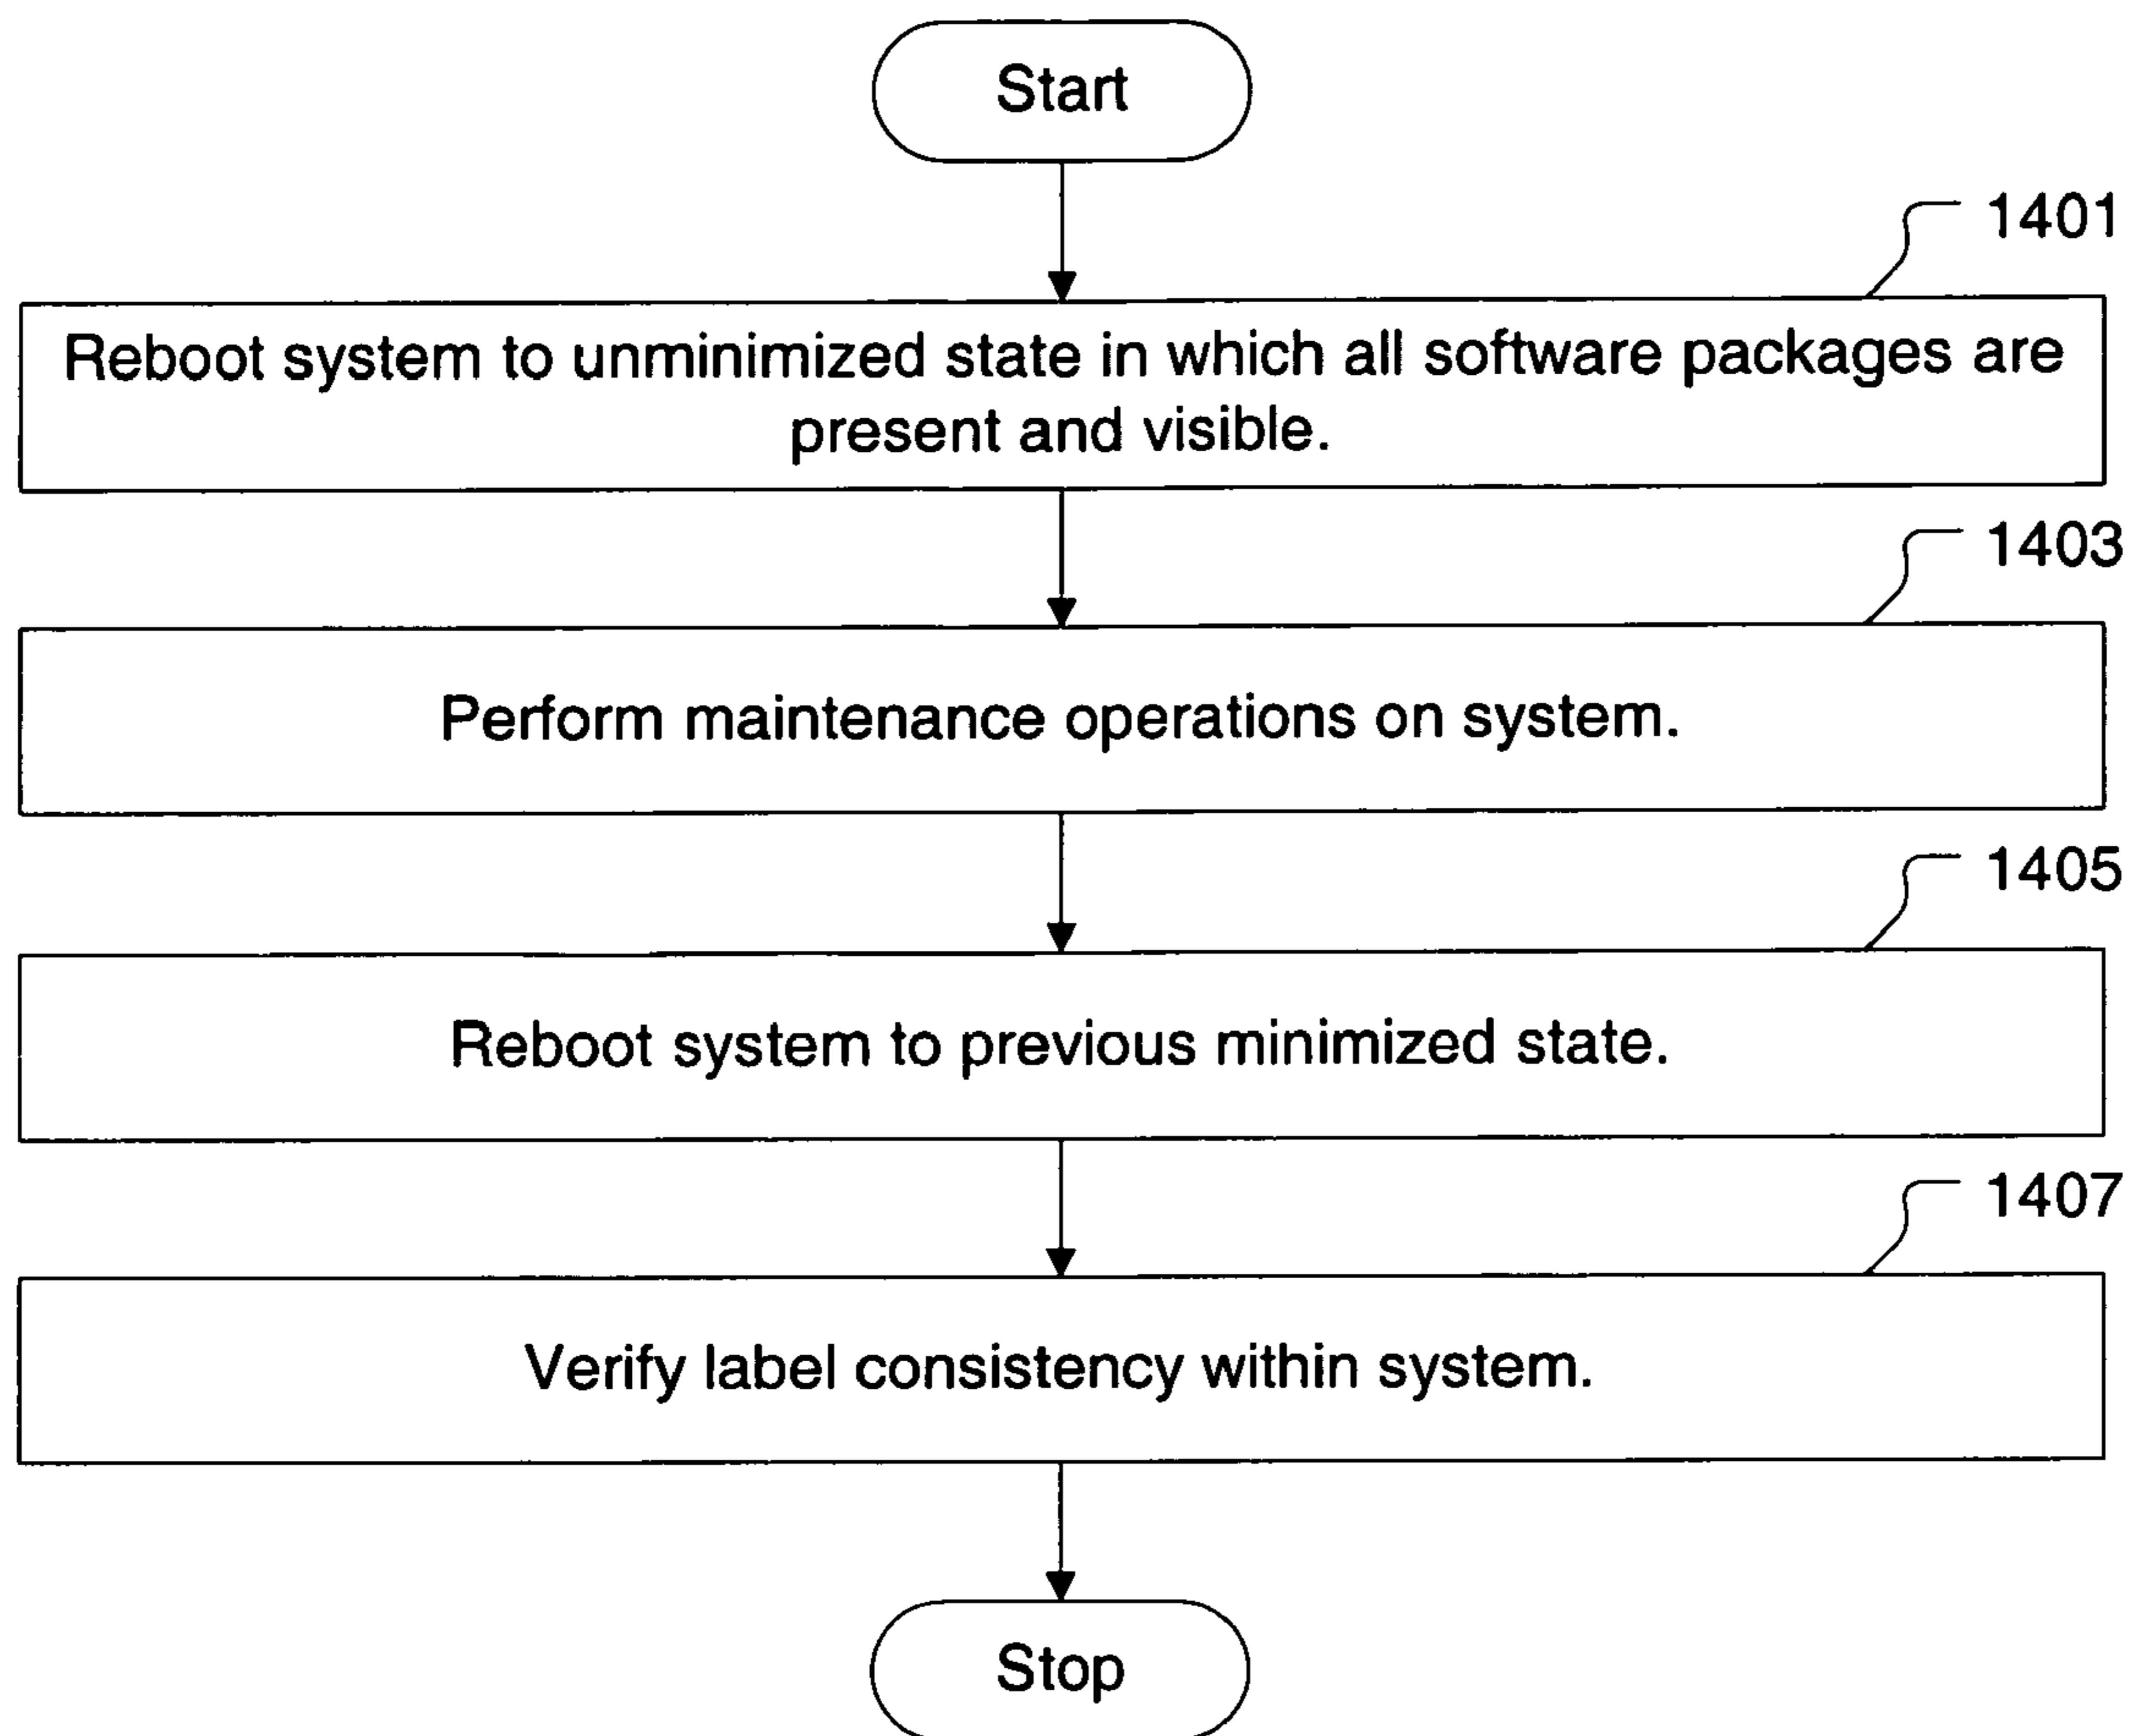 Start
1401
Reboot system to unminimized state in which all software packages are
present and visible.
1403
Perform maintenance operations on system.
1405
Reboot system to previous minimized state.
1407
Verify label consistency within system.
Stop